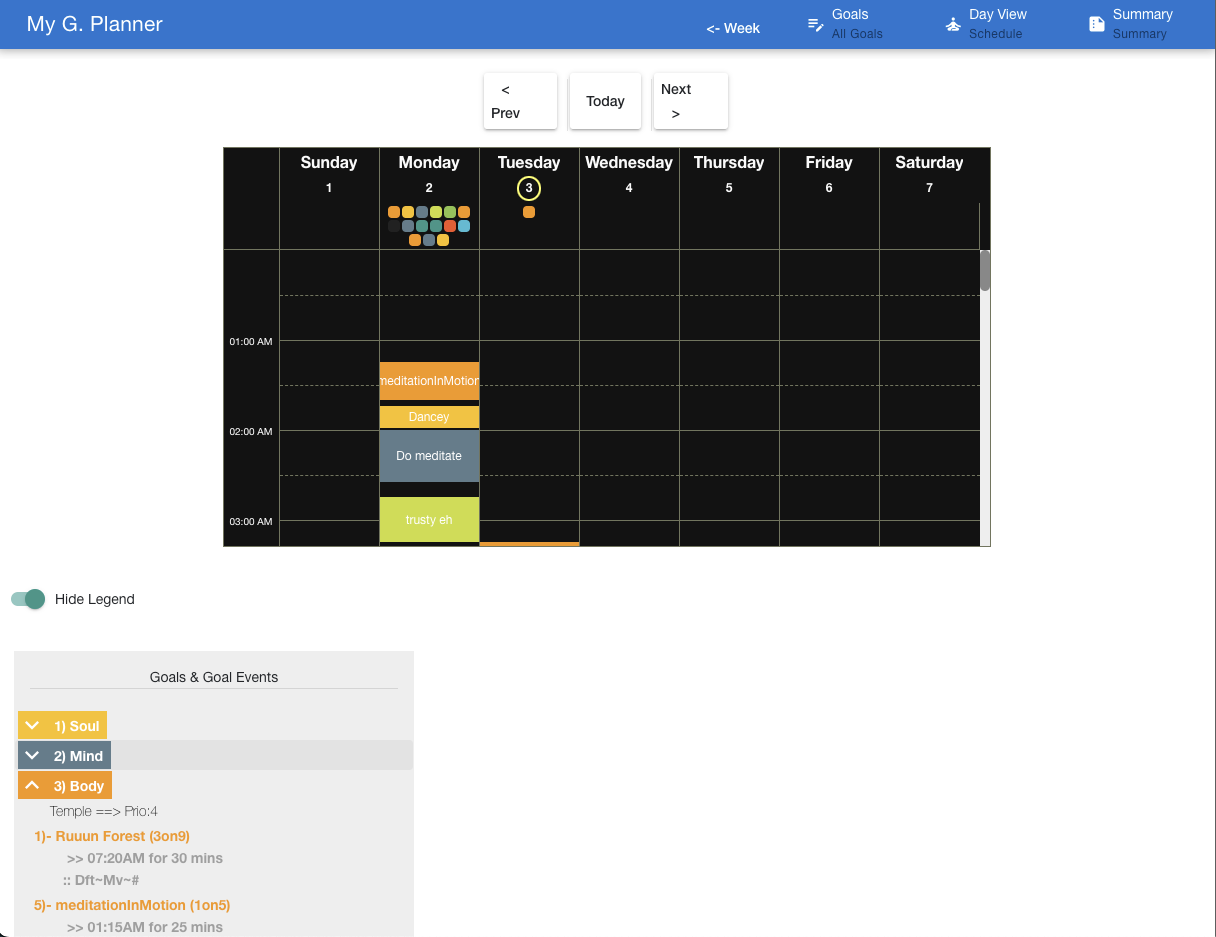 My G. Planner
<- Week
Goals
All Goals
Day View
Schedule
Summary
Summary
<
Prev
Today
Next
>
Sunday Monday Tuesday Wednesday Thursday Friday Saturday
1 2 3 4 5 6 7
01:00 AM
meditationInMotion
Dancey
02:00 AM
Do meditate
trusty eh
03:00 AM
Hide Legend
Goals & Goal Events
1) Soul
2) Mind
3) Body
Temple ==> Prio:4
1)- Ruuun Forest (3on9)
>> 07:20AM for 30 mins
:: Dft~Mv~#
5)- meditationInMotion (1on5)
>> 01:15AM for 25 mins